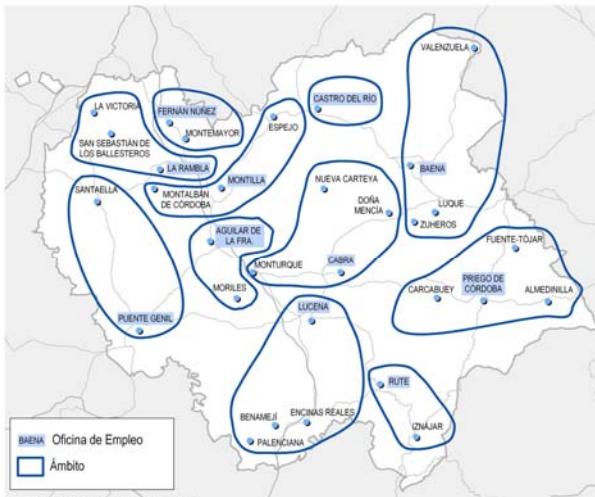 VALENZUELA
LA VICTORIA
FERNÁN NÚÑEZ
CASTRO DEL RÍO
MONTEMAYOR
ESPEJO
SAN SEBASTIÁN DE
LOS BALLESTEROS
LA RAMBLA
BAENA
SANTAELLA
MONTALBÁN
DE CÓRDOBA
MONTILLA
NUEVA CARTEYA
DOÑA
MENCÍA
LUQUE
ZUHEROS
AGUILAR DE
LA FRA.
FUENTE-TÓJAR
MONTURQUE
CABRA
PRIEGO DE
CÓRDOBA
CARCABUEY
ALMEDINILLA
MORILES
LUCENA
PUENTE GENIL
RUTE
BENAMEJÍ
ENCINAS REALES
IZNÁJAR
PALENCIANA
BAENA Oficina de Empleo
Ámbito